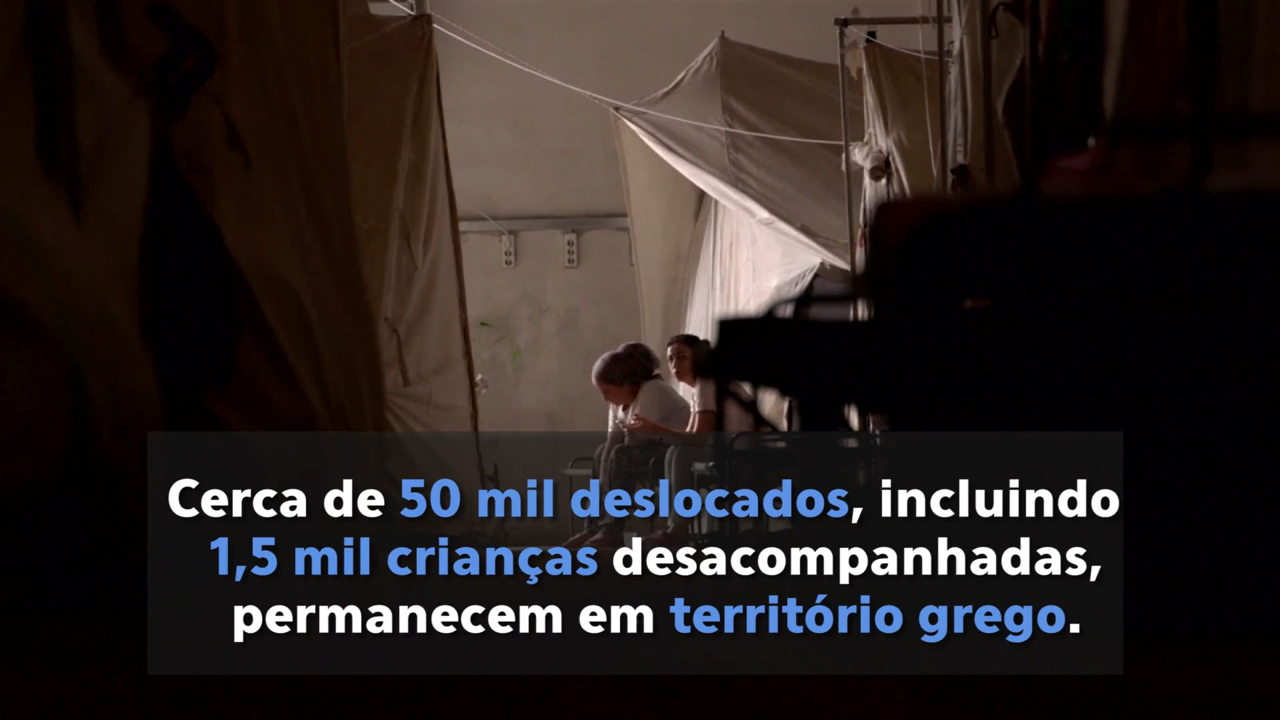 Cerca de 50 mil deslocados, incluindo
1,5 mil crianças desacompanhadas,
permanecem em território grego.